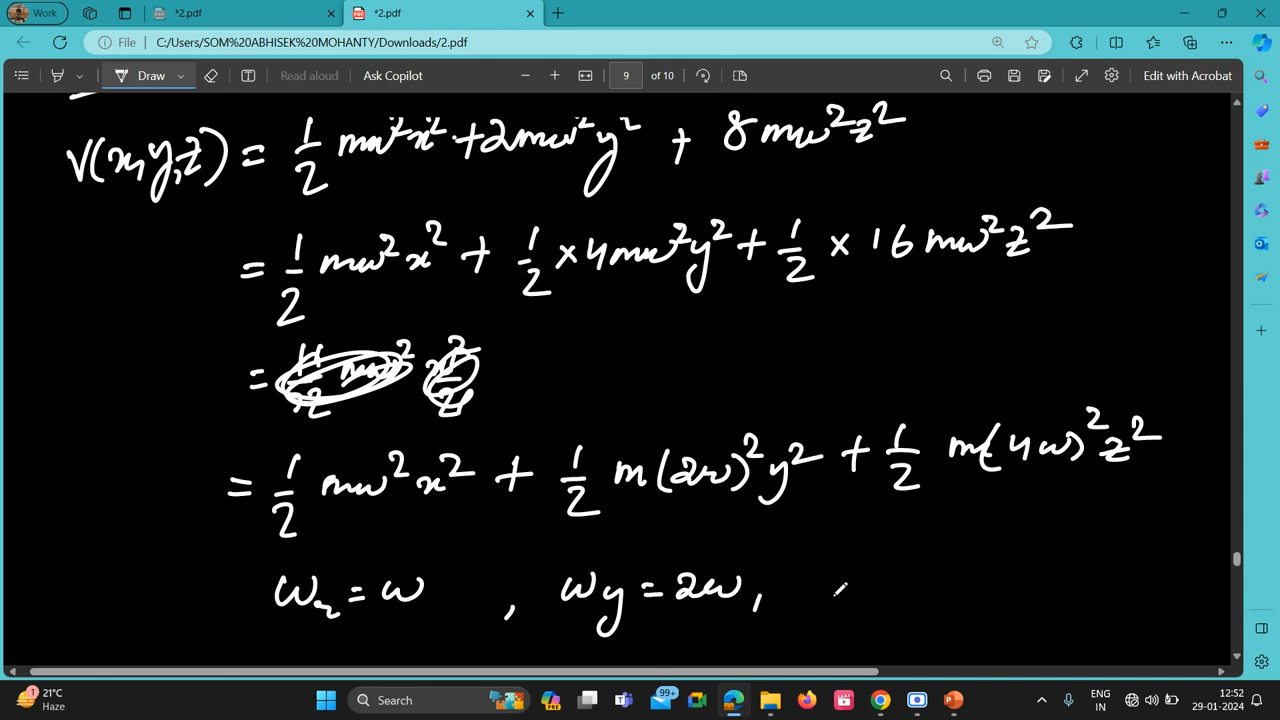 Work
*2.pdf
*2.pdf
File C:/Users/SOM%20ABHISEK%20MOHANTY/Downloads/2.pdf
Draw Read aloud Ask Copilot 9 of 10 Edit with Acrobat
V(x,y,z) = 1/2 mω²x² + 2mω²y² + 8mω²z²
= 1/2 mω²x² + 1/2 × 4mω²y² + 1/2 × 16mω²z²
=
= 1/2 mω²x² + 1/2 m(2ω)²y² + 1/2 m(4ω)²z²
ωx = ω , ωy = 2ω,
1
21°C
Haze
Search
PRE
99+
ENG
IN
12:52
29-01-2024